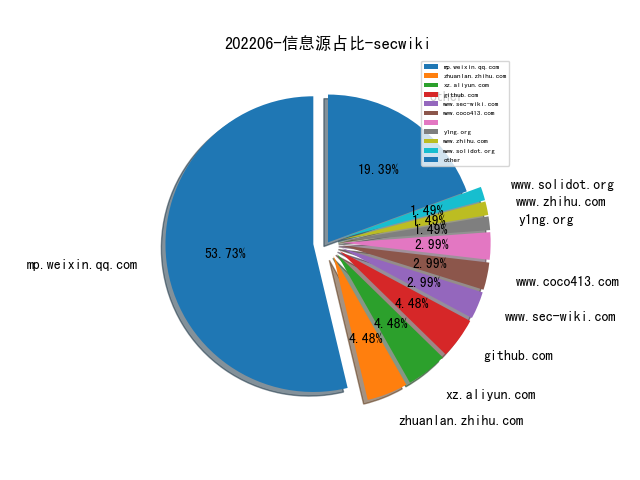 202206-信息源占比-secwiki
mp.weixin.qq.com
zhuanlan.zhihu.com
xz.aliyun.com
github.com
www.sec-wiki.com
www.coco413.com
y1ng.org
www.zhihu.com
www.solidot.org
other
19.39%
53.73%
4.48%
4.48%
4.48%
2.99%
2.99%
2.99%
1.49%
1.49%
1.49%
mp.weixin.qq.com
zhuanlan.zhihu.com
xz.aliyun.com
github.com
www.sec-wiki.com
www.coco413.com
y1ng.org
www.zhihu.com
www.solidot.org